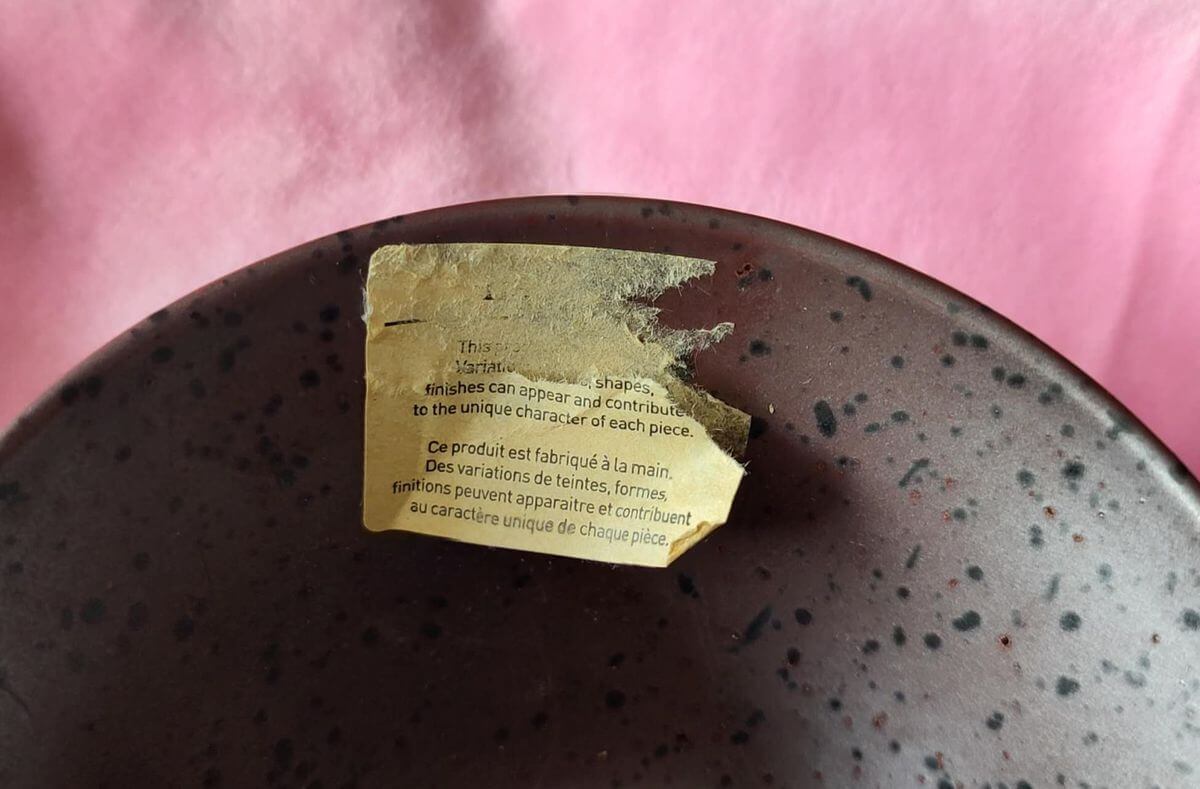 This
shapes,
finishes can appear and contribute
to the unique character of each piece.
Ce produit est fabriqué à la main.
Des variations de teintes, formes,
finitions peuvent apparaitre et contribuent
au caractère unique de chaque pièce.